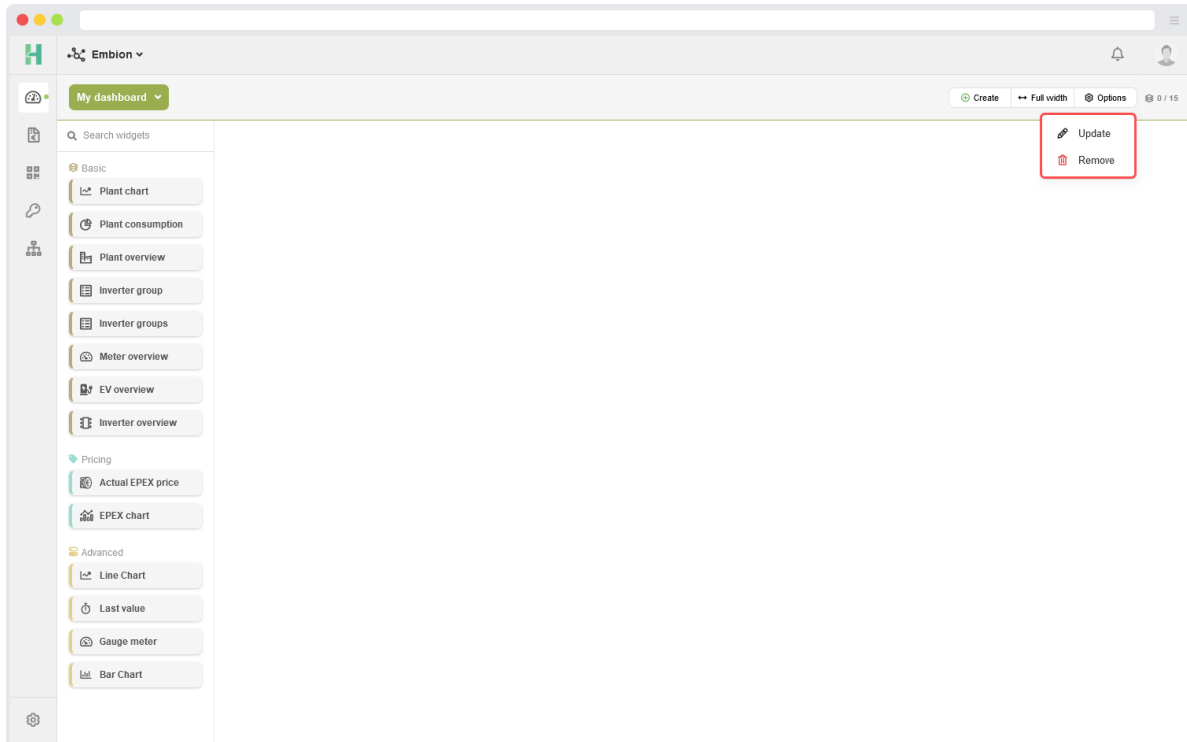 H
Embion
My dashboard
Create
Full width
Options
0 / 15
Update
Remove
Search widgets
Basic
Plant chart
Plant consumption
Plant overview
Inverter group
Inverter groups
Meter overview
EV overview
Inverter overview
Pricing
Actual EPEX price
EPEX chart
Advanced
Line Chart
Last value
Gauge meter
Bar Chart